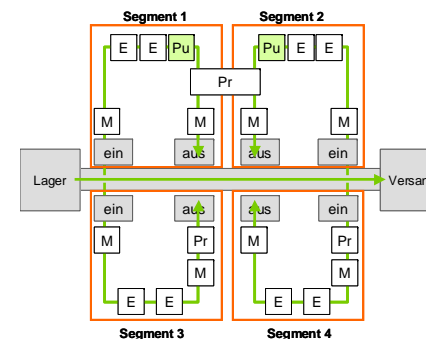 Segment 1 Segment 2
E E Pu Pu E E
Pr
M M M M
ein aus aus ein
Lager Versan
ein aus aus ein
M Pr M Pr
M M
E E E E
Segment 3 Segment 4